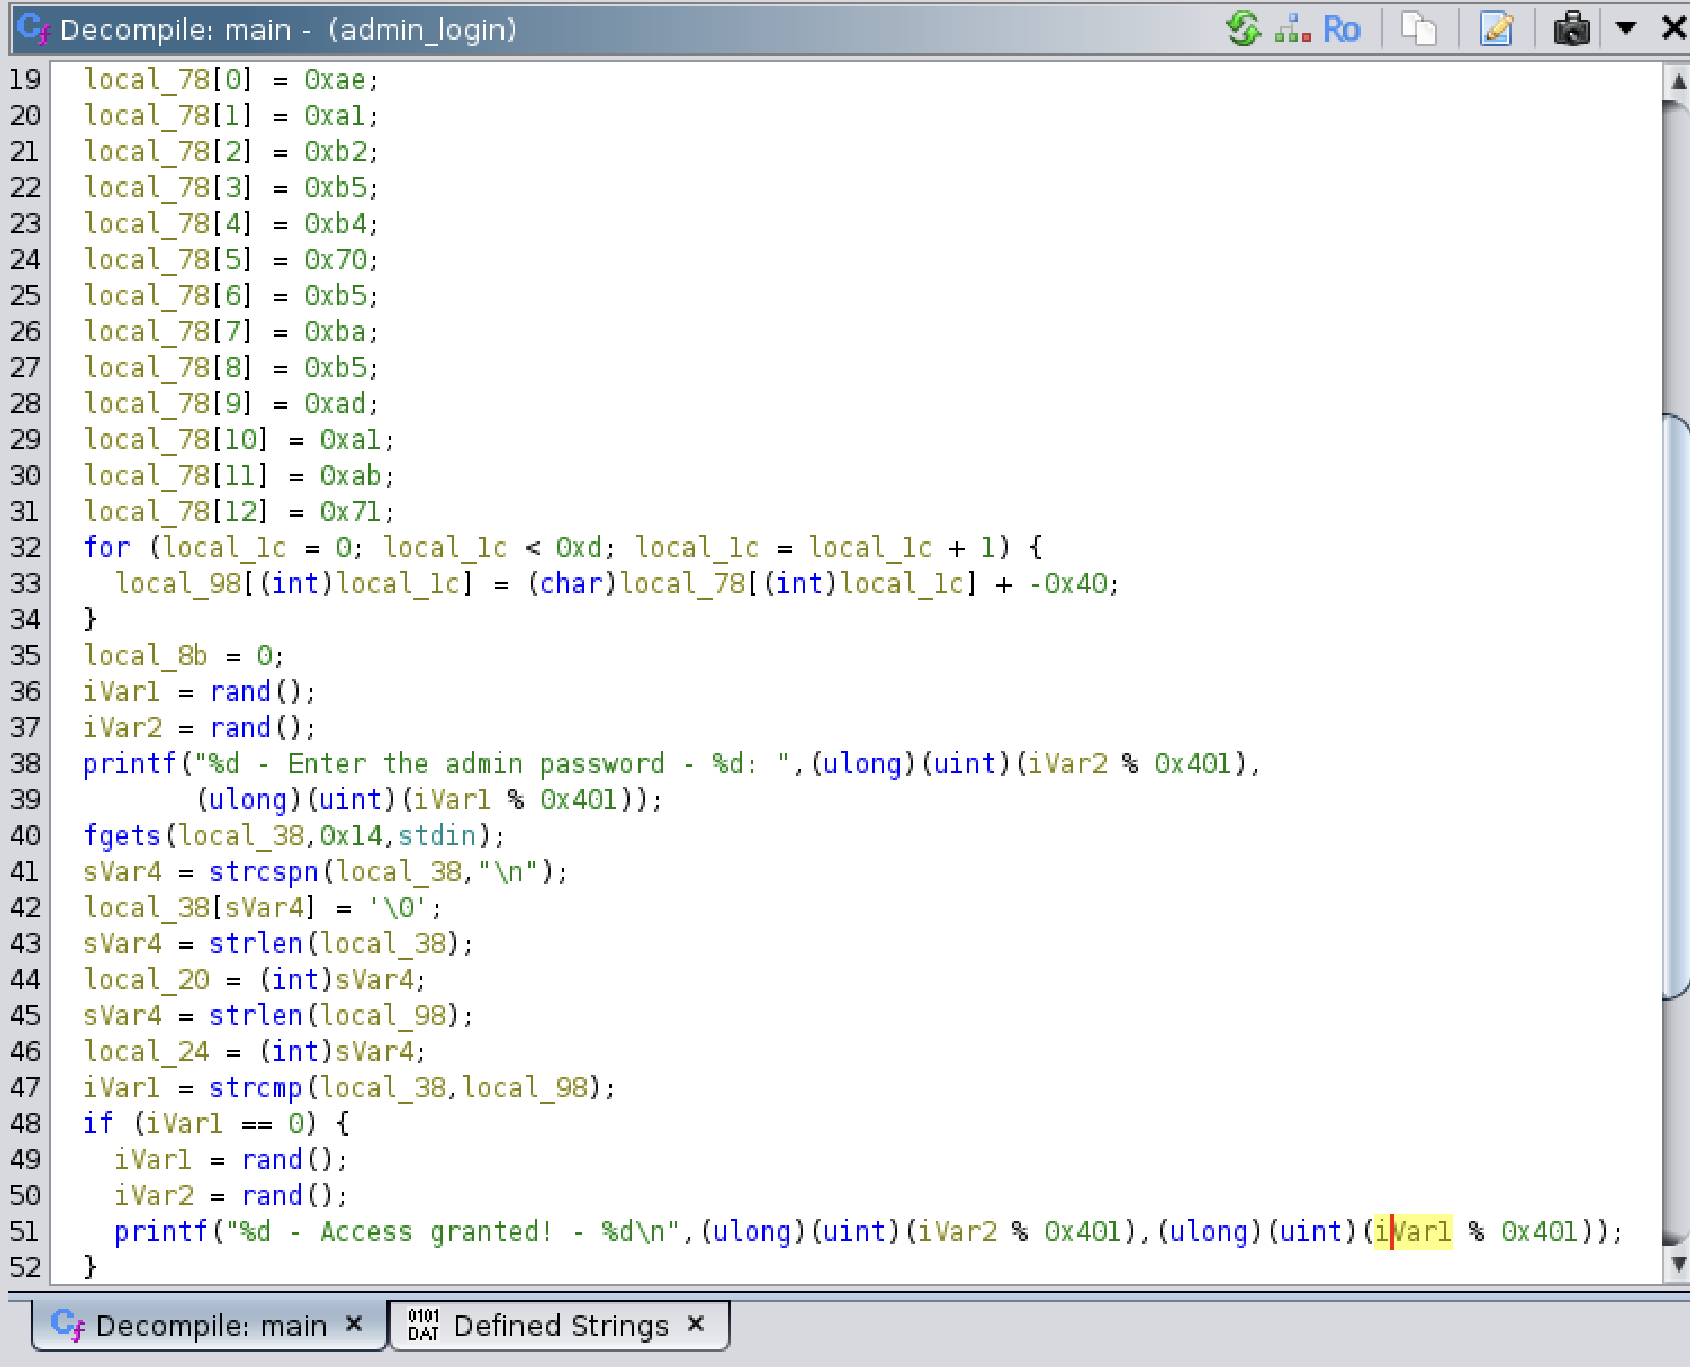 Decompile: main - (admin_login)
Ro
19 local_78[0] = 0xae;
20 local_78[1] = 0xa1;
21 local_78[2] = 0xb2;
22 local_78[3] = 0xb5;
23 local_78[4] = 0xb4;
24 local_78[5] = 0x70;
25 local_78[6] = 0xb5;
26 local_78[7] = 0xba;
27 local_78[8] = 0xb5;
28 local_78[9] = 0xad;
29 local_78[10] = 0xa1;
30 local_78[11] = 0xab;
31 local_78[12] = 0x71;
32 for (local_1c = 0; local_1c < 0xd; local_1c = local_1c + 1) {
33 local_98[(int)local_1c] = (char)local_78[(int)local_1c] + -0x40;
34 }
35 local_8b = 0;
36 iVar1 = rand();
37 iVar2 = rand();
38 printf("%d - Enter the admin password - %d: ",(ulong)(uint)(iVar2 % 0x401),
39 (ulong)(uint)(iVar1 % 0x401));
40 fgets(local_38,0x14,stdin);
41 sVar4 = strcspn(local_38,"\n");
42 local_38[sVar4] = '\0';
43 sVar4 = strlen(local_38);
44 local_20 = (int)sVar4;
45 sVar4 = strlen(local_98);
46 local_24 = (int)sVar4;
47 iVar1 = strcmp(local_38,local_98);
48 if (iVar1 == 0) {
49 iVar1 = rand();
50 iVar2 = rand();
51 printf("%d - Access granted! - %d\n",(ulong)(uint)(iVar2 % 0x401),(ulong)(uint)(iVar1 % 0x401));
52 }
Decompile: main × 0101 DAT Defined Strings ×